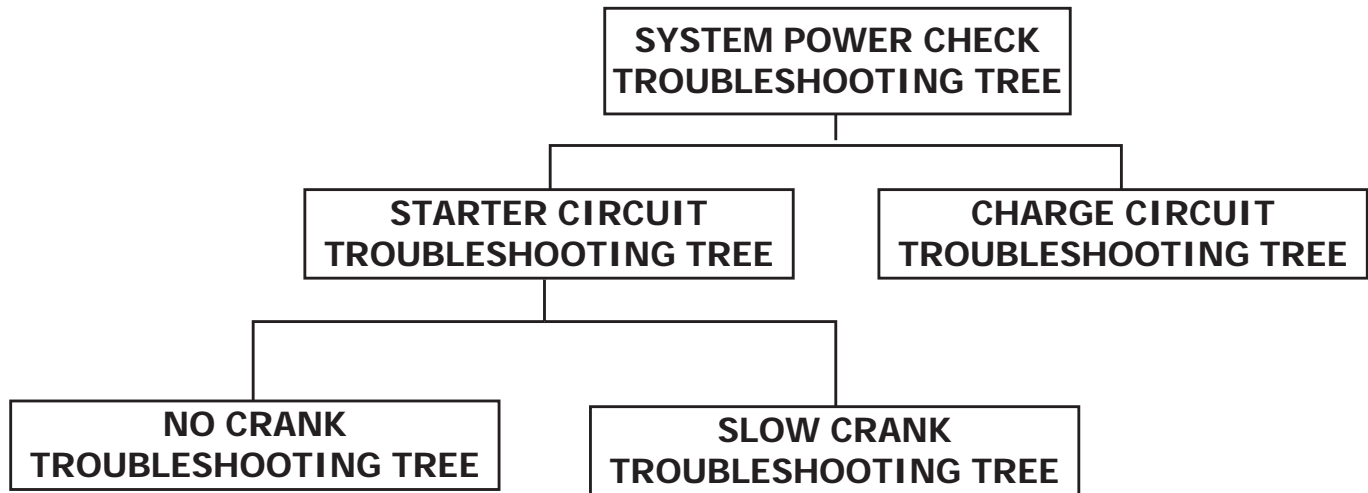 SYSTEM POWER CHECK
TROUBLESHOOTING TREE
STARTER CIRCUIT
TROUBLESHOOTING TREE
CHARGE CIRCUIT
TROUBLESHOOTING TREE
NO CRANK
TROUBLESHOOTING TREE
SLOW CRANK
TROUBLESHOOTING TREE